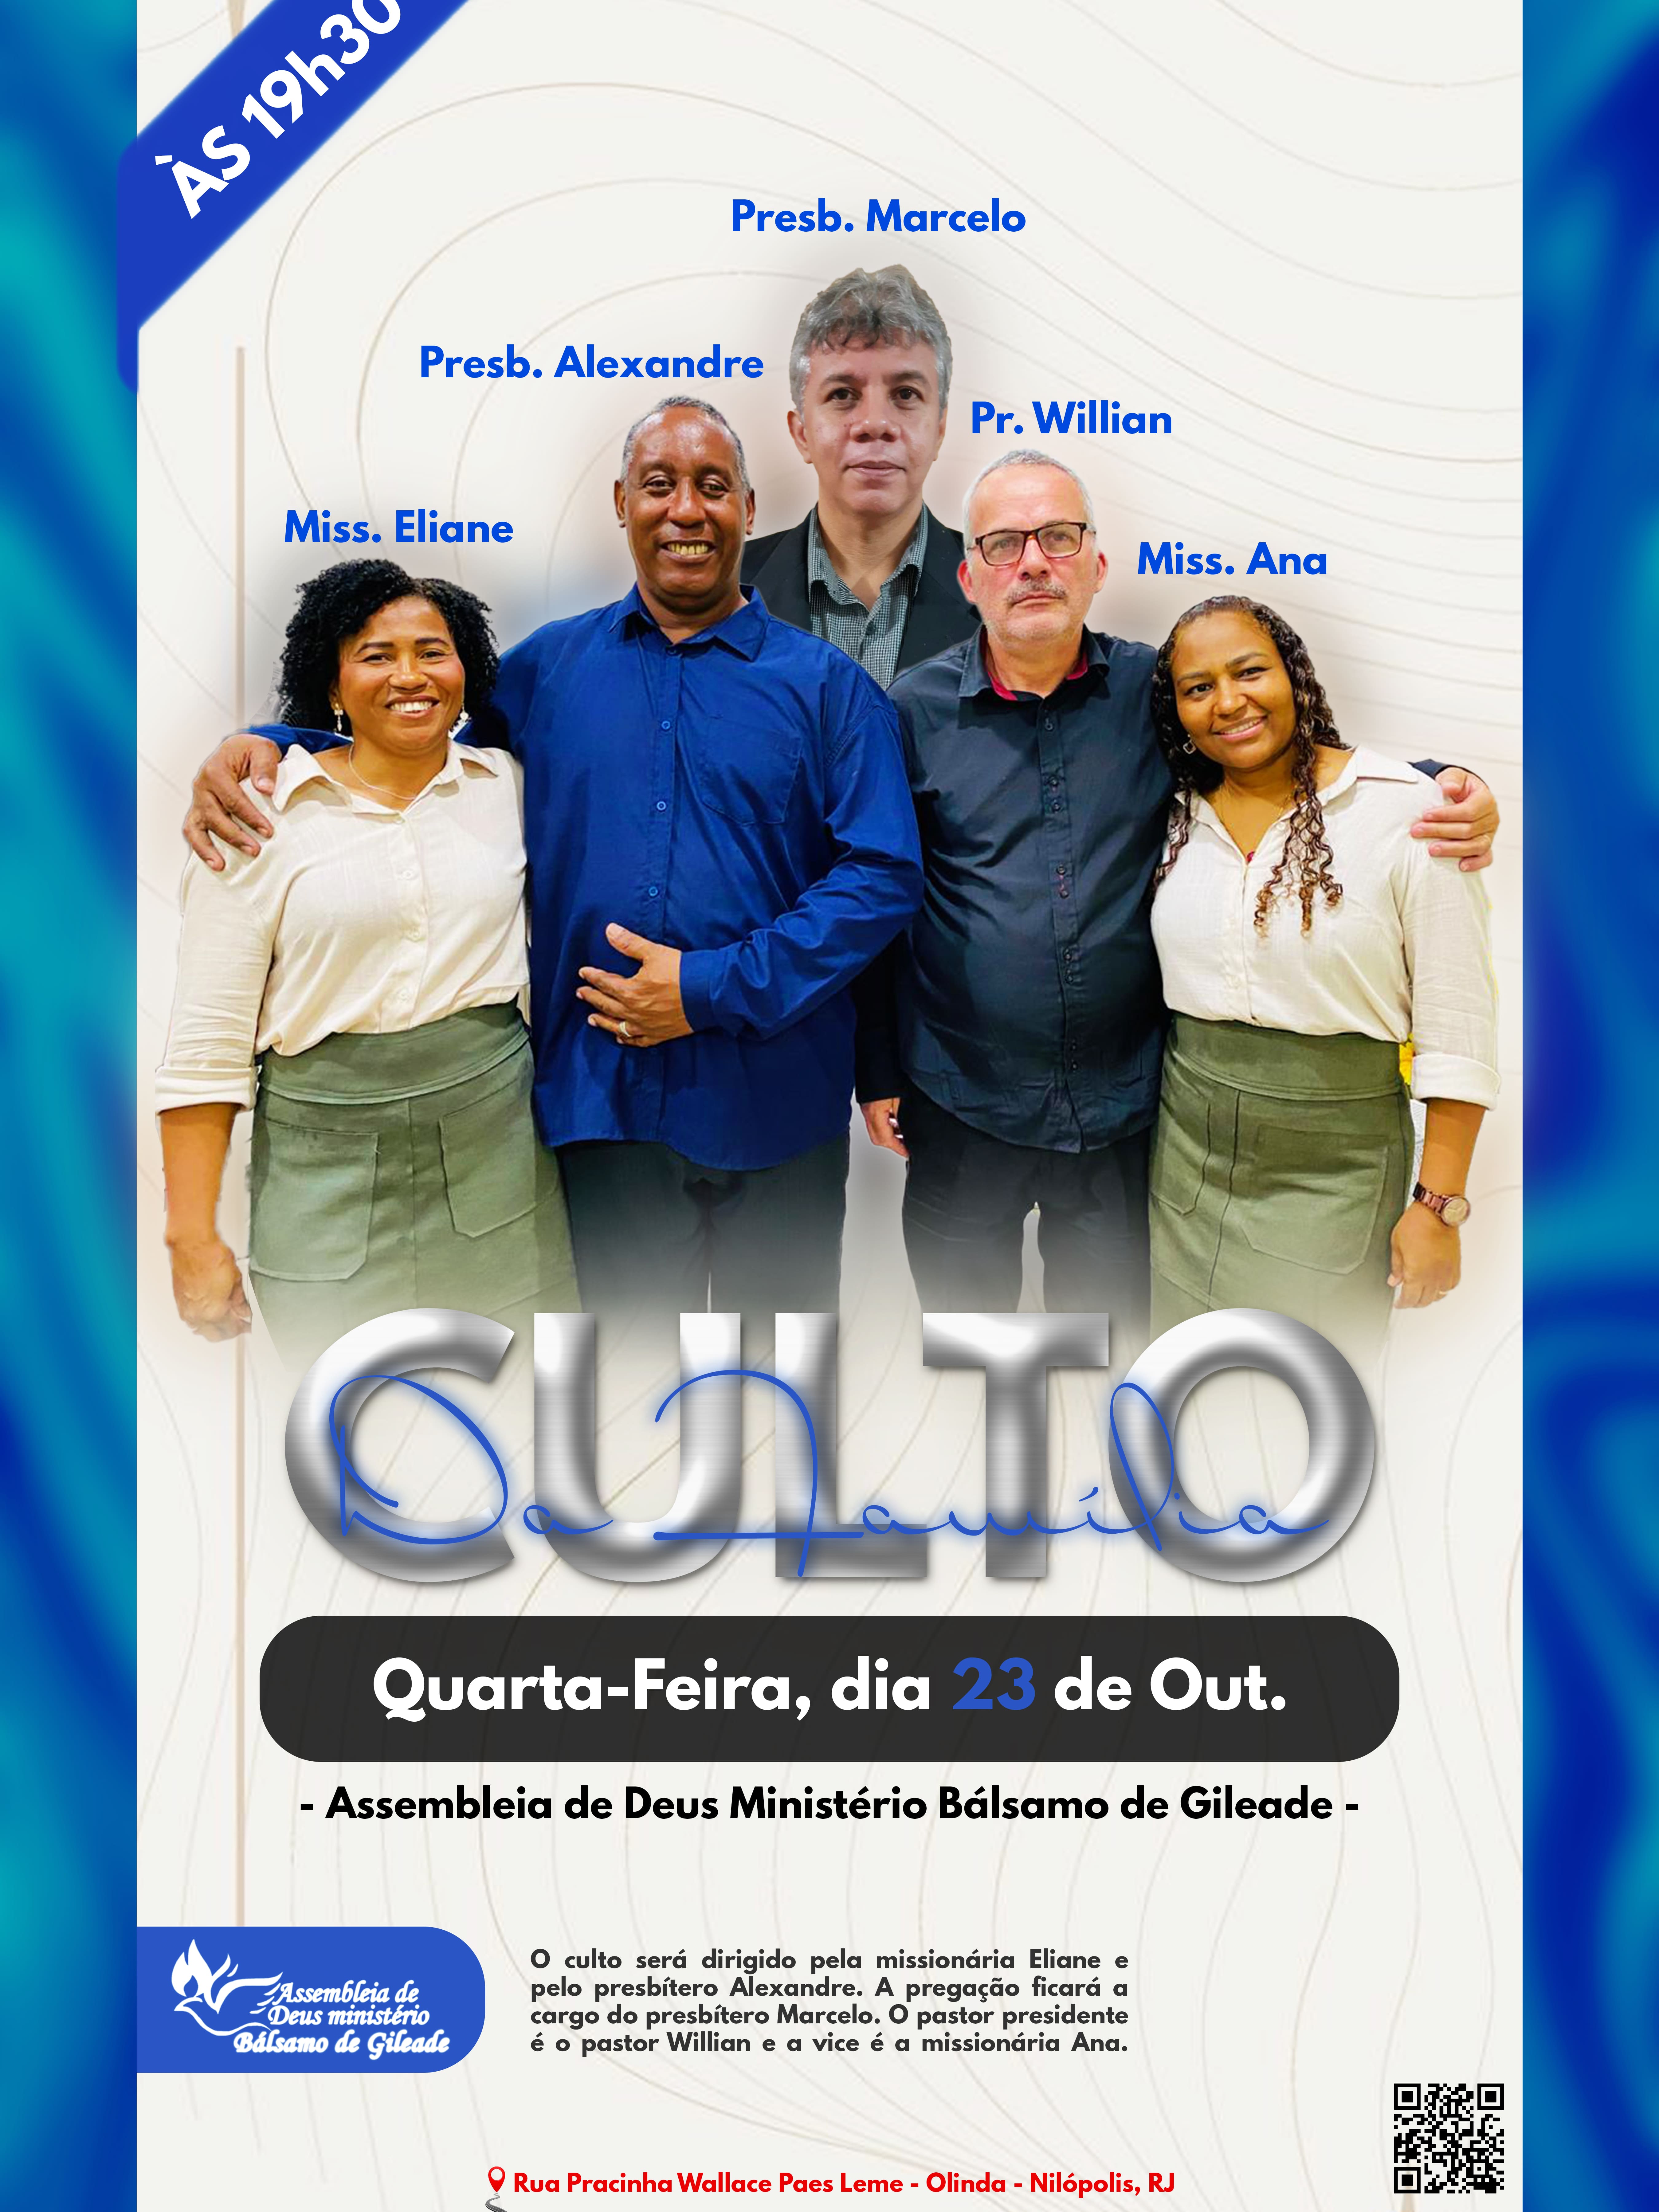 ÀS 19h30
Presb. Marcelo
Presb. Alexandre
Pr. Willian
Miss. Eliane
Miss. Ana
CULTO
Da Família
Quarta-Feira, dia 23 de Out.
- Assembleia de Deus Ministério Bálsamo de Gileade -
Assembleia de
Deus ministério
Bálsamo de Gileade
O culto será dirigido pela missionária Eliane e
pelo presbítero Alexandre. A pregação ficará a
cargo do presbítero Marcelo. O pastor presidente
é o pastor Willian e a vice é a missionária Ana.
Rua Pracinha Wallace Paes Leme - Olinda - Nilópolis, RJ